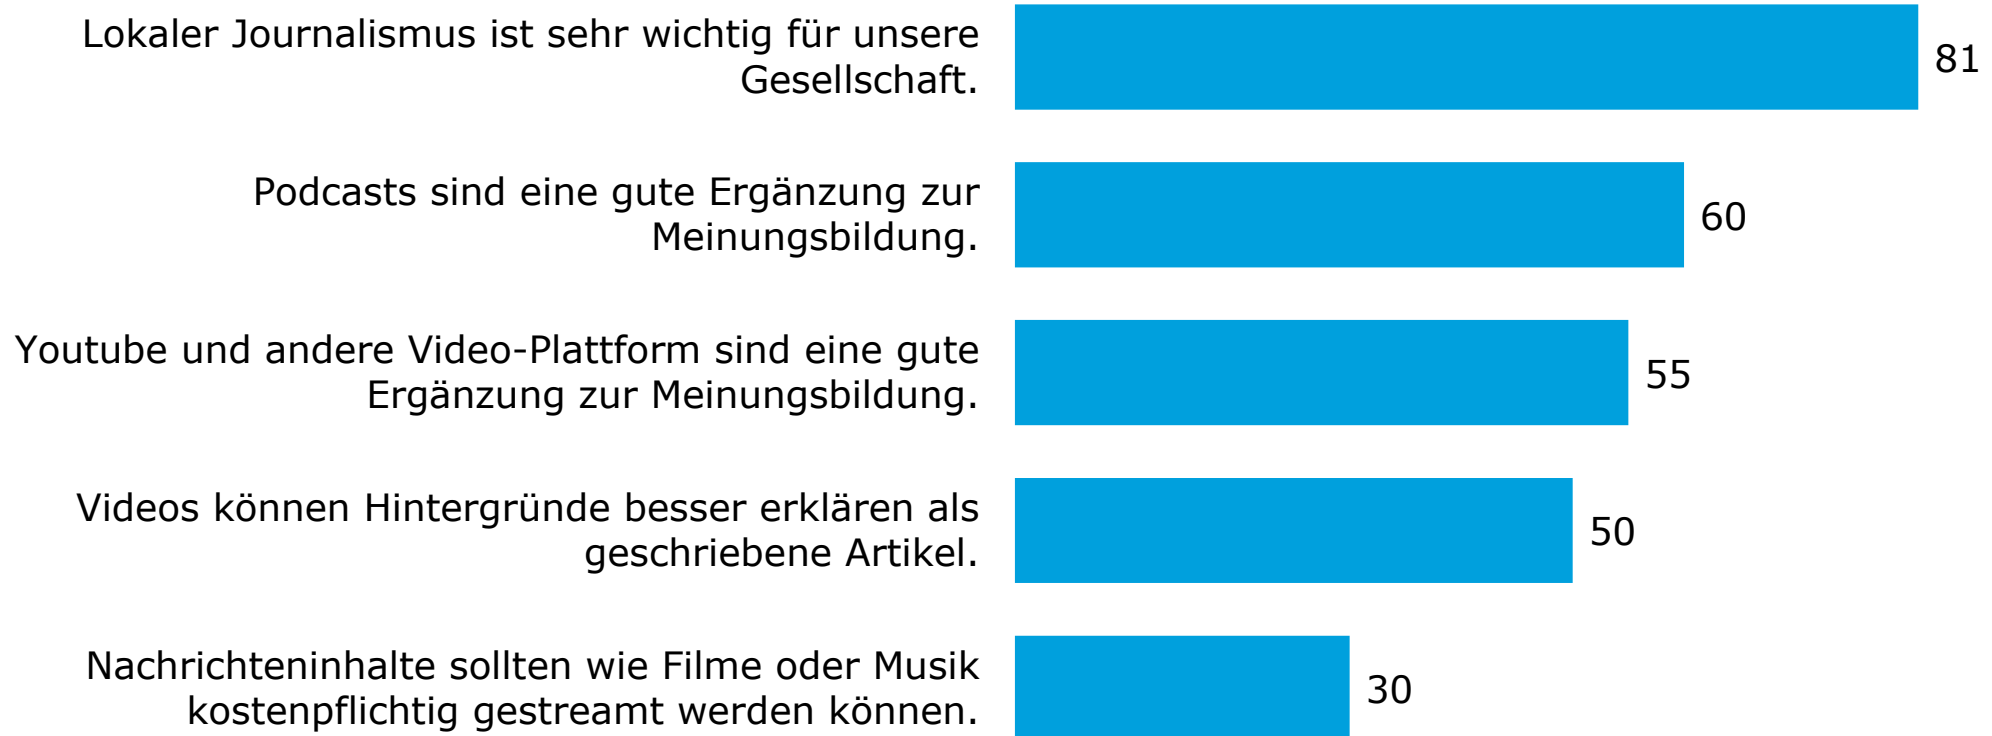 Lokaler Journalismus ist sehr wichtig für unsere
Gesellschaft.
81
Podcasts sind eine gute Ergänzung zur
Meinungsbildung.
60
Youtube und andere Video-Plattform sind eine gute
Ergänzung zur Meinungsbildung.
55
Videos können Hintergründe besser erklären als
geschriebene Artikel.
50
Nachrichteninhalte sollten wie Filme oder Musik
kostenpflichtig gestreamt werden können.
30